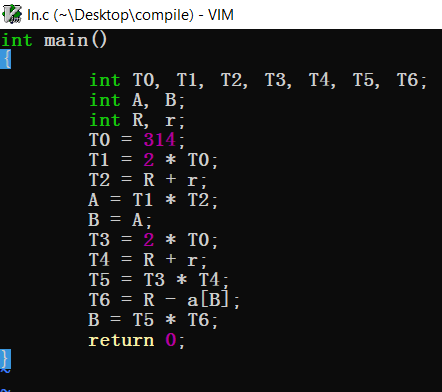 In.c (~\Desktop\compile) - VIM
int main()
{
        int T0, T1, T2, T3, T4, T5, T6;
        int A, B;
        int R, r;
        T0 = 314;
        T1 = 2 * T0;
        T2 = R + r;
        A = T1 * T2;
        B = A;
        T3 = 2 * T0;
        T4 = R + r;
        T5 = T3 * T4;
        T6 = R - a[B];
        B = T5 * T6;
        return 0;
}
~
~